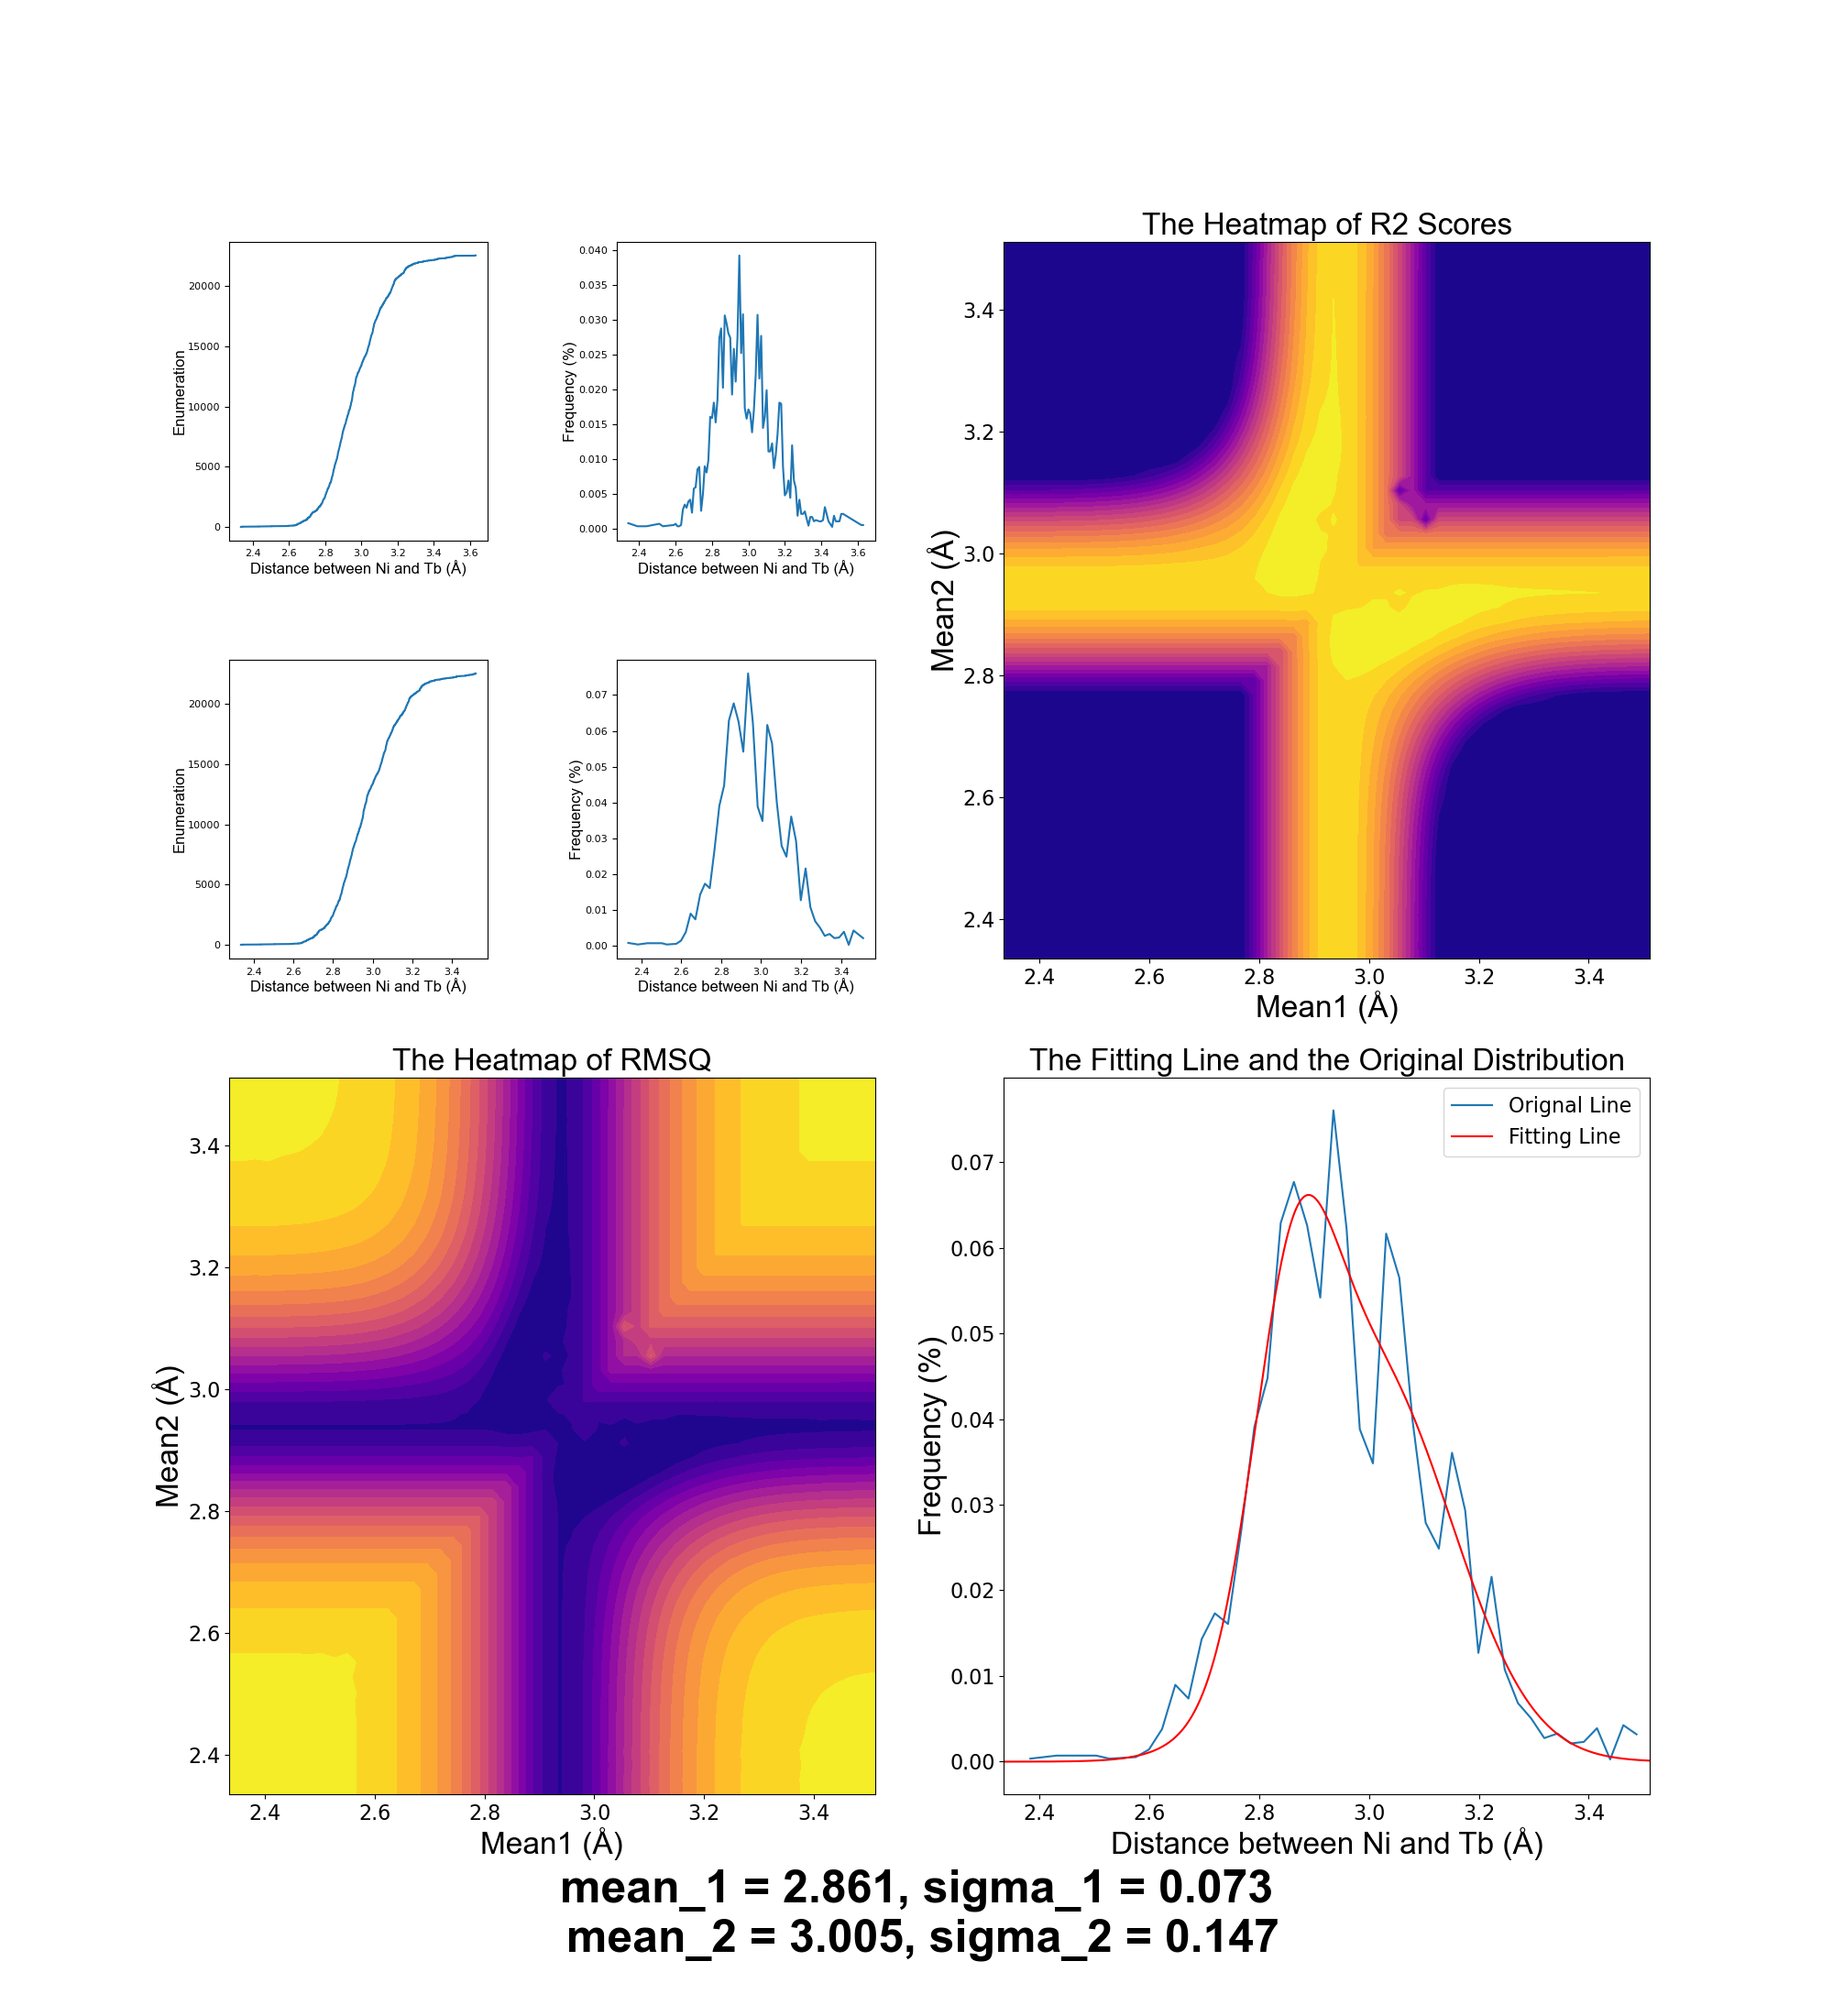 The Heatmap of R2 Scores
20000
15000
10000
5000
0
Enumeration
2.4 2.6 2.8 3.0 3.2 3.4 3.6
Distance between Ni and Tb (Å)
0.040
0.035
0.030
0.025
0.020
0.015
0.010
0.005
0.000
Frequency (%)
2.4 2.6 2.8 3.0 3.2 3.4 3.6
Distance between Ni and Tb (Å)
3.4
3.2
3.0
2.8
2.6
2.4
Mean2 (Å)
2.4 2.6 2.8 3.0 3.2 3.4
Mean1 (Å)
20000
15000
10000
5000
0
Enumeration
2.4 2.6 2.8 3.0 3.2 3.4
Distance between Ni and Tb (Å)
0.07
0.06
0.05
0.04
0.03
0.02
0.01
0.00
Frequency (%)
2.4 2.6 2.8 3.0 3.2 3.4
Distance between Ni and Tb (Å)
The Heatmap of RMSQ
3.4
3.2
3.0
2.8
2.6
2.4
Mean2 (Å)
2.4 2.6 2.8 3.0 3.2 3.4
Mean1 (Å)
The Fitting Line and the Original Distribution
Orignal Line
Fitting Line
0.07
0.06
0.05
0.04
0.03
0.02
0.01
0.00
Frequency (%)
2.4 2.6 2.8 3.0 3.2 3.4
Distance between Ni and Tb (Å)
mean_1 = 2.861, sigma_1 = 0.073
mean_2 = 3.005, sigma_2 = 0.147